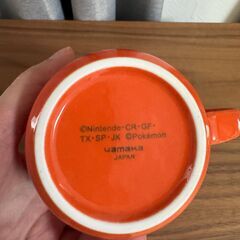 ©Nintendo・CR・GF・
TX・SP・JK ©Pokémon
yamaka
JAPAN